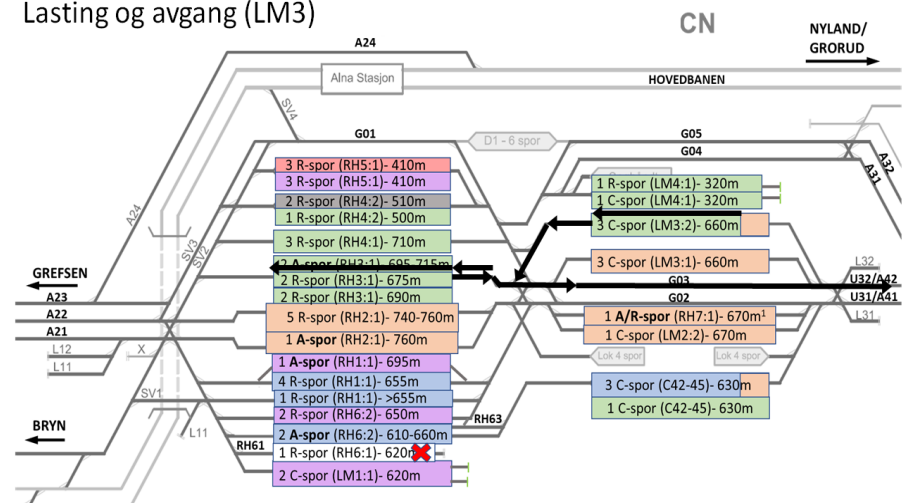 Lasting og avgang (LM3)
CN
NYLAND/
GRORUD
A24
Alna Stasjon
HOVEDBANEN
SV4
G01
D1 - 6 spor
G05
G04
A32
A31
3 R-spor (RH5:1)- 410m
3 R-spor (RH5:1)- 410m
2 R-spor (RH4:2)- 510m
1 R-spor (RH4:2)- 500m
3 R-spor (RH4:1)- 710m
2 A-spor (RH3:1)- 695-715m
2 R-spor (RH3:1)- 675m
2 R-spor (RH3:1)- 690m
5 R-spor (RH2:1)- 740-760m
1 A-spor (RH2:1)- 760m
1 A-spor (RH1:1)- 695m
4 R-spor (RH1:1)- 655m
1 R-spor (RH1:1)- >655m
2 R-spor (RH6:2)- 650m
2 A-spor (RH6:2)- 610-660m
1 R-spor (RH6:1)- 620m
2 C-spor (LM1:1)- 620m
1 R-spor (LM4:1)- 320m
1 C-spor (LM4:1)- 320m
3 C-spor (LM3:2)- 660m
3 C-spor (LM3:1)- 660m
G03
G02
1 A/R-spor (RH7:1)- 670m¹
1 C-spor (LM2:2)- 670m
Lok 4 spor
Lok 4 spor
3 C-spor (C42-45)- 630m
1 C-spor (C42-45)- 630m
L32
U32/A42
U31/A41
L31
A24
SV3
SV2
GREFSEN
A23
A22
A21
L12
X
L11
SV1
BRYN
L11
RH61
RH63